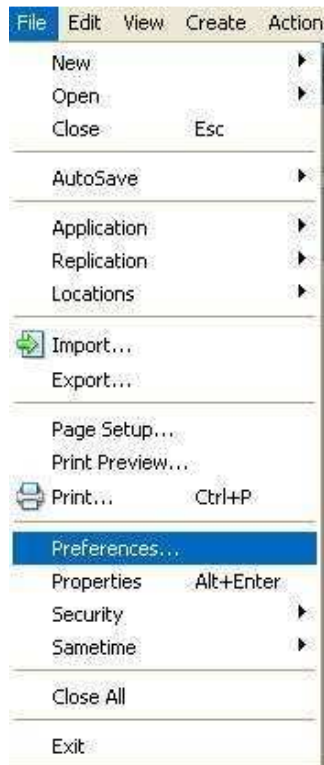 File Edit View Create Action
New
Open
Close Esc
AutoSave
Application
Replication
Locations
Import...
Export...
Page Setup...
Print Preview...
Print... Ctrl+P
Preferences...
Properties Alt+Enter
Security
Sametime
Close All
Exit